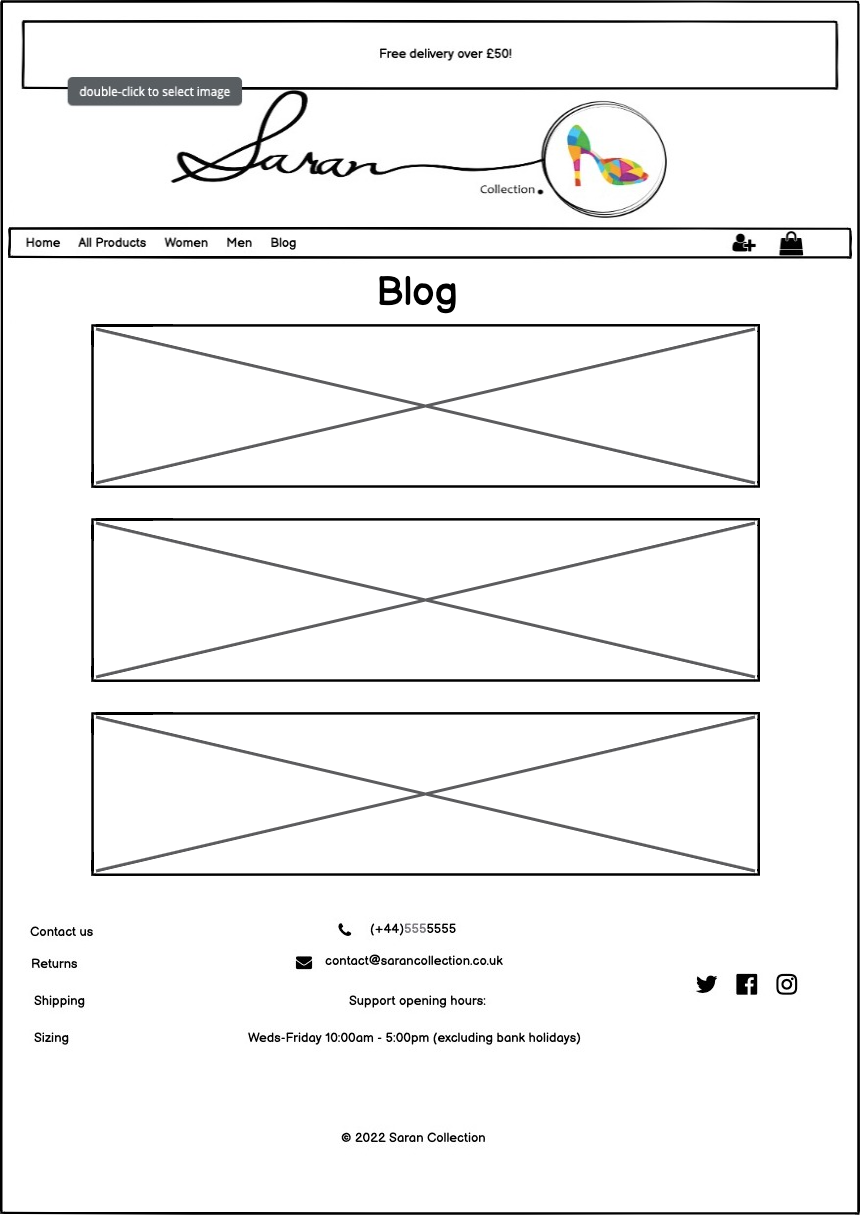 Free delivery over £50!
double-click to select image
Saran
Collection.
Home All Products Women Men Blog
Blog
Contact us
(+44)5555555
Returns
contact@sarancollection.co.uk
Shipping
Support opening hours:
Sizing
Weds-Friday 10:00am - 5:00pm (excluding bank holidays)
© 2022 Saran Collection